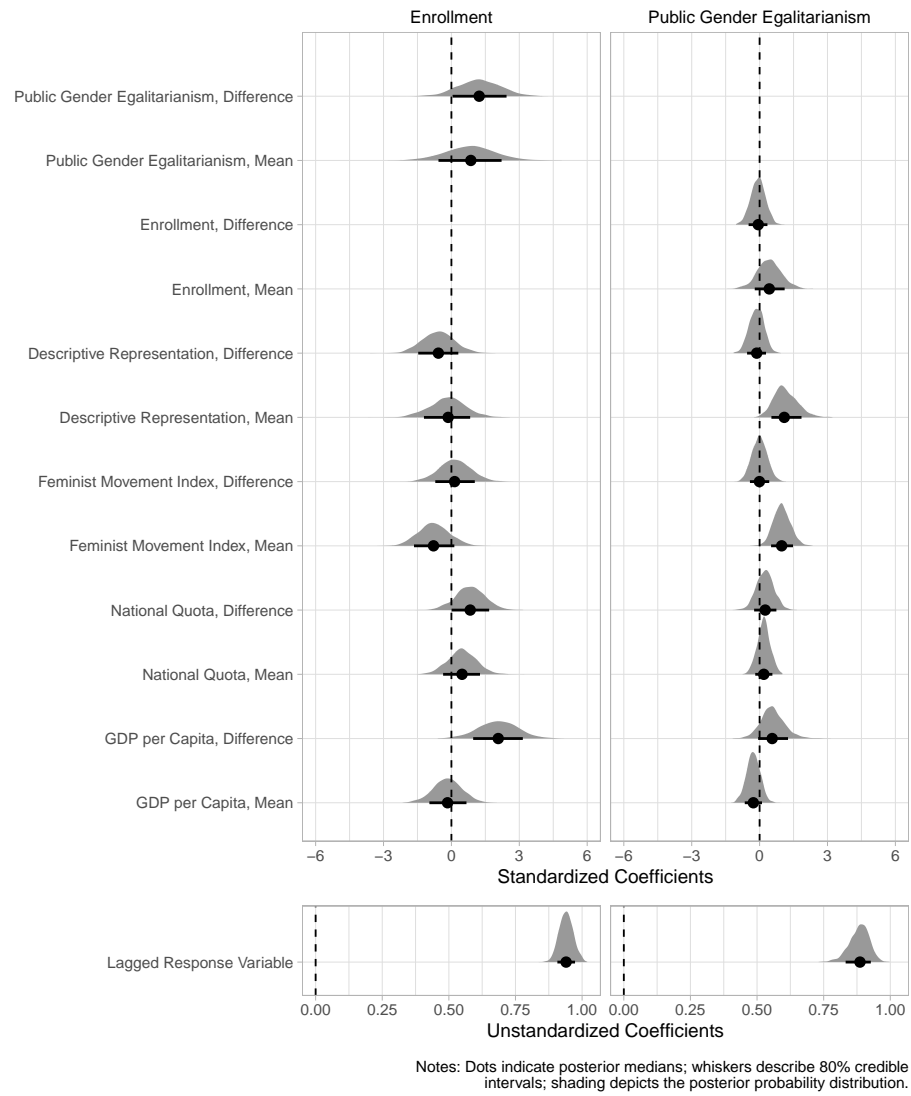 Enrollment
Public Gender Egalitarianism
Public Gender Egalitarianism, Difference
Public Gender Egalitarianism, Mean
Enrollment, Difference
Enrollment, Mean
Descriptive Representation, Difference
Descriptive Representation, Mean
Feminist Movement Index, Difference
Feminist Movement Index, Mean
National Quota, Difference
National Quota, Mean
GDP per Capita, Difference
GDP per Capita, Mean
−6 −3 0 3 6 −6 −3 0 3 6
Standardized Coefficients
Lagged Response Variable
0.00 0.25 0.50 0.75 1.00 0.00 0.25 0.50 0.75 1.00
Unstandardized Coefficients
Notes: Dots indicate posterior medians; whiskers describe 80% credible
intervals; shading depicts the posterior probability distribution.